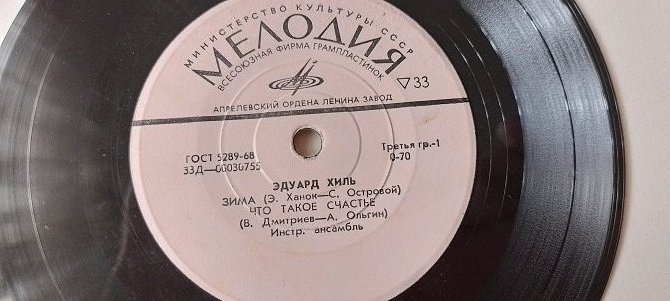 МИНИСТЕРСТВО КУЛЬТУРЫ СССР
МЕЛОДИЯ
ВСЕСОЮЗНАЯ ФИРМА ГРАМПЛАСТИНОК
▽33
АПРЕЛЕВСКИЙ ОРДЕНА ЛЕНИНА ЗАВОД
ГОСТ 5289-68
33Д—00030755
Третья гр.-1
0-70
ЭДУАРД ХИЛЬ
ЗИМА (Э. Ханок—С. Островой)
ЧТО ТАКОЕ СЧАСТЬЕ
(В. Дмитриев—А. Ольгин)
Инстр. ансамбль